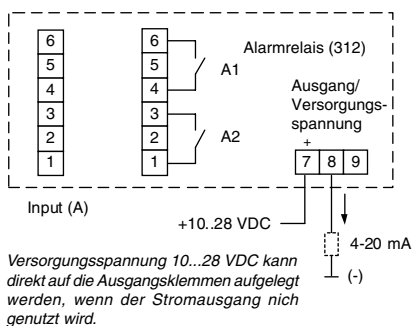 6
5
4
3
2
1
6
5
4
3
2
1
A1
A2
Alarmrelais (312)
Ausgang/
Versorgungs-
spannung
+
7 8 9
Input (A)
+10..28 VDC
4-20 mA
(-)
Versorgungsspannung 10...28 VDC kann
direkt auf die Ausgangsklemmen aufgelegt
werden, wenn der Stromausgang nich
genutzt wird.